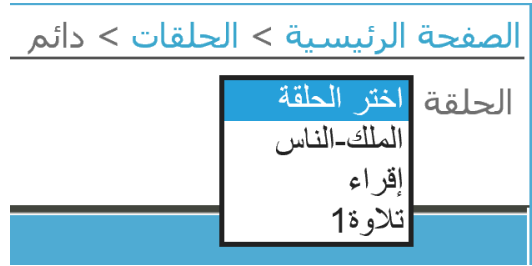 الصفحة الرئيسية > الحلقات > دائم
الحلقة اختر الحلقة
الملك-الناس
إقراء
تلاوة1